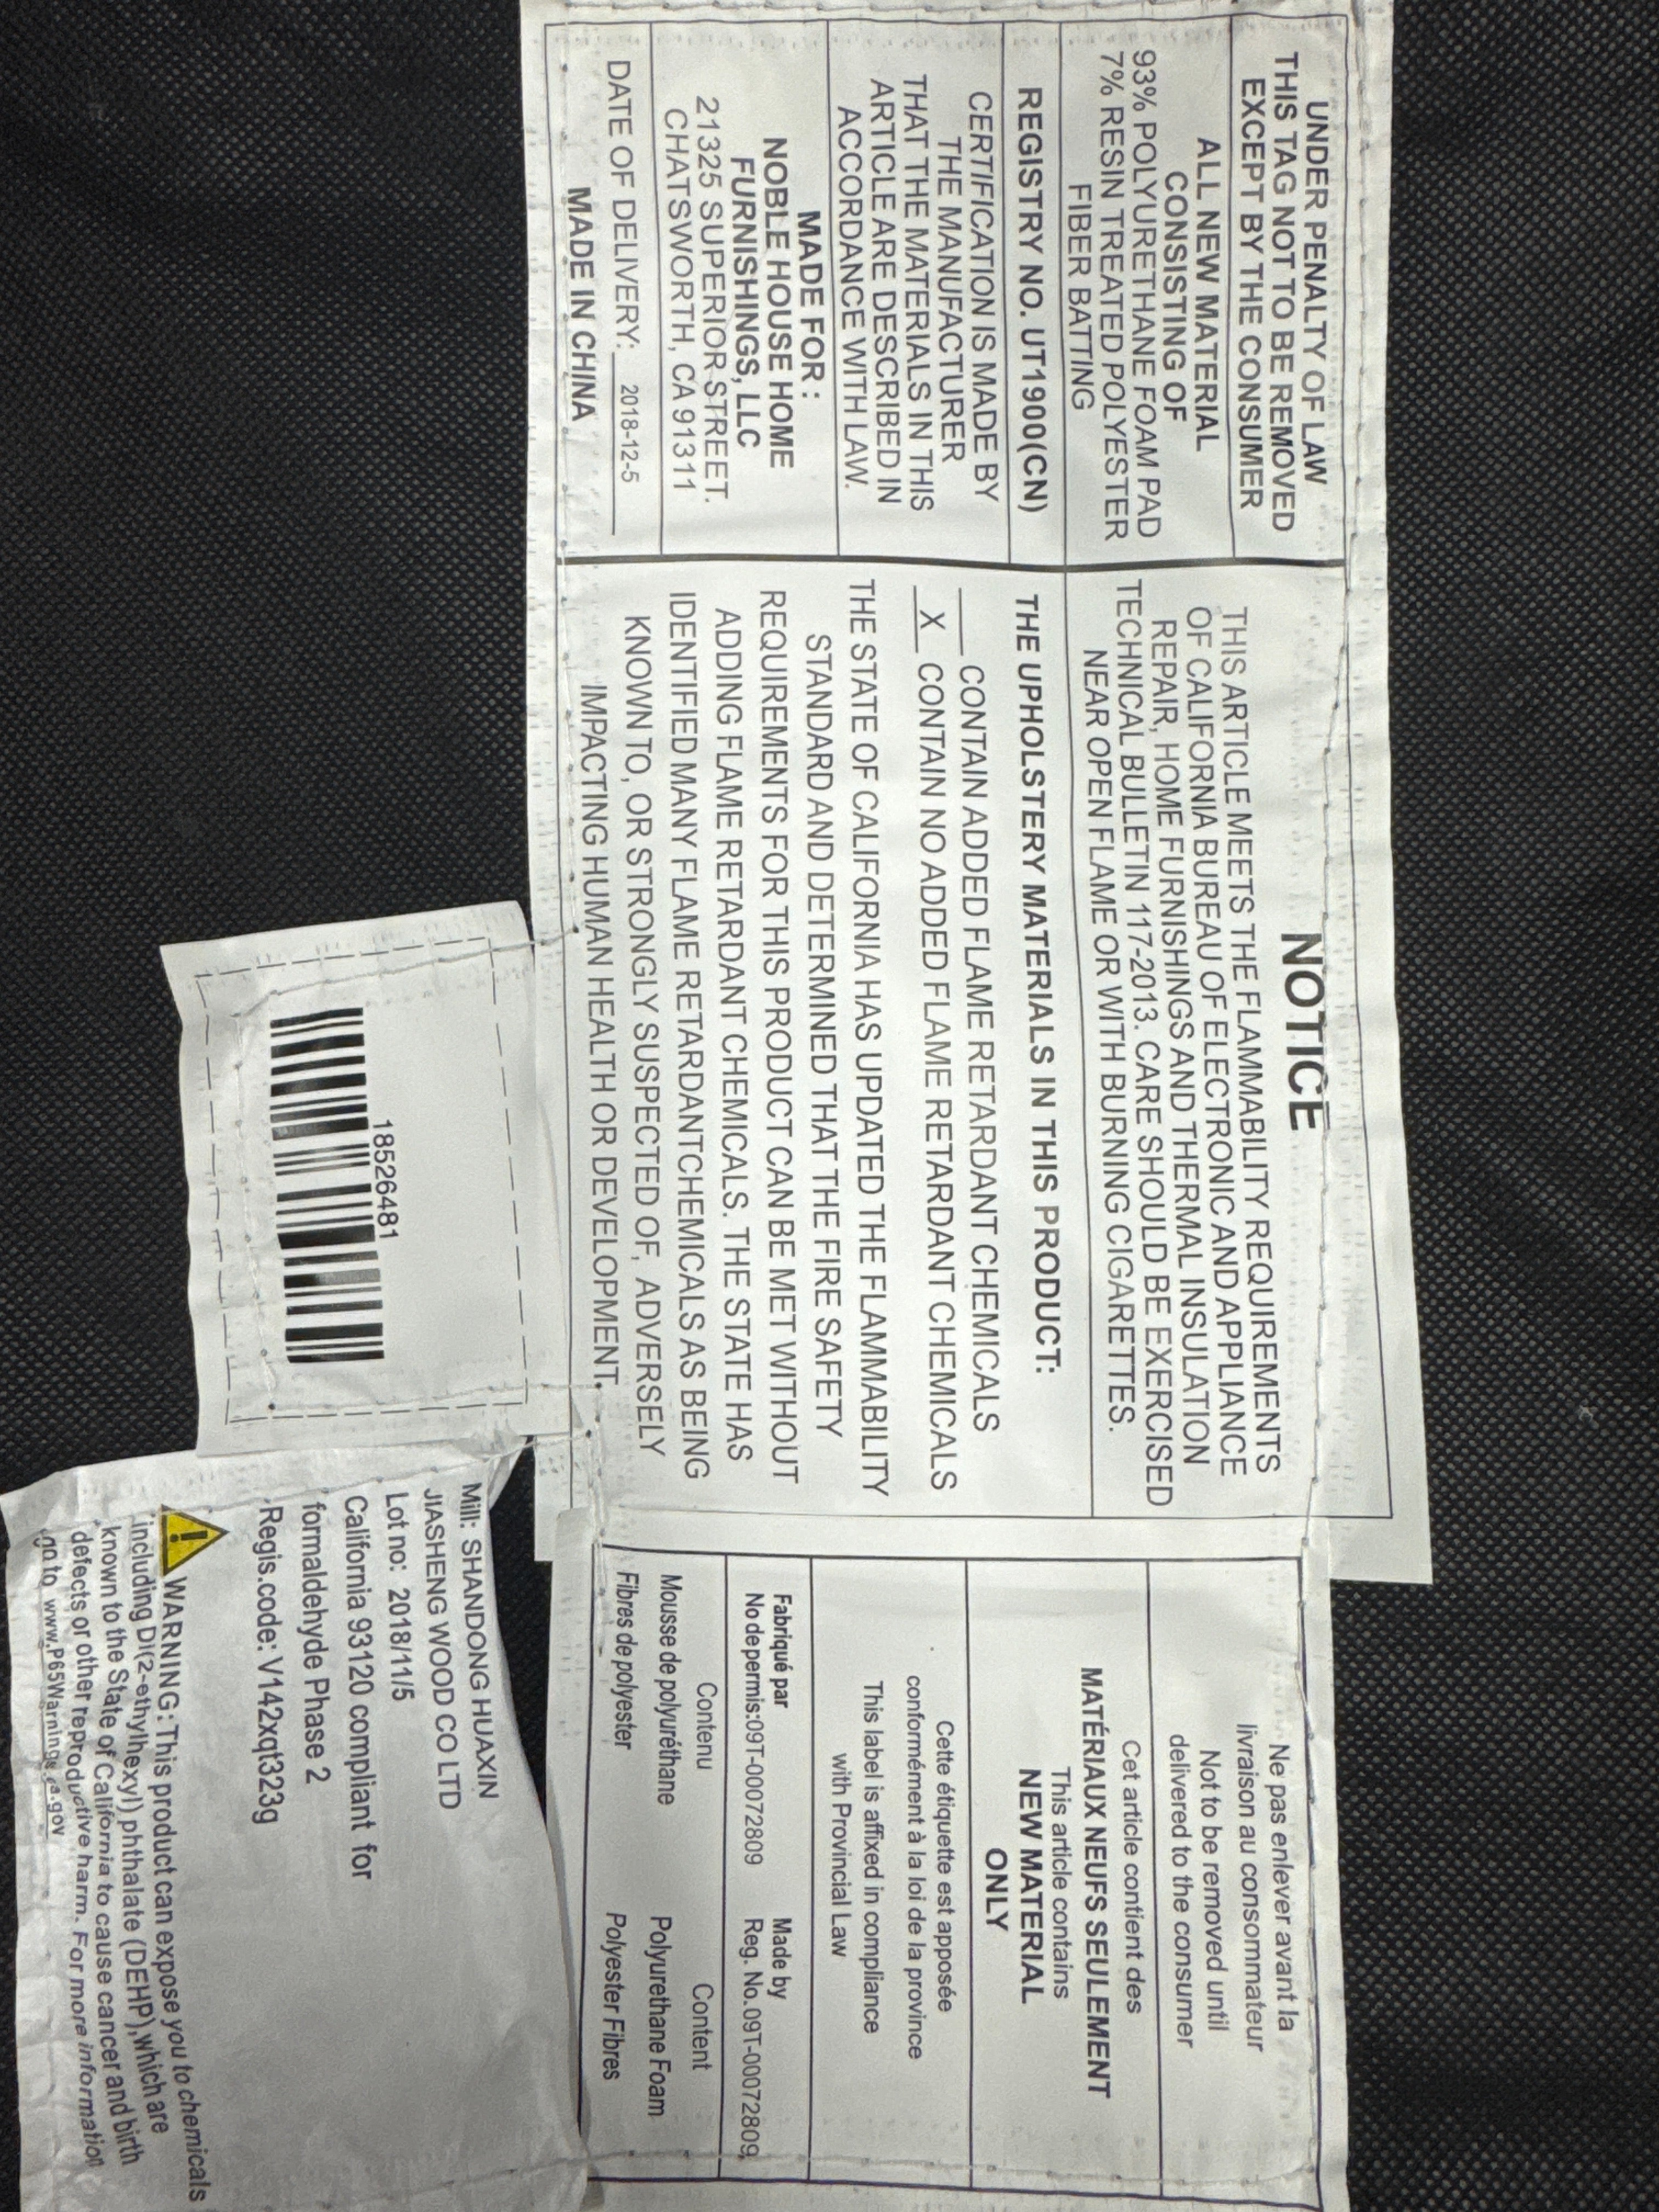 UNDER PENALTY OF LAW
THIS TAG NOT TO BE REMOVED
EXCEPT BY THE CONSUMER
ALL NEW MATERIAL
CONSISTING OF
93% POLYURETHANE FOAM PAD
7% RESIN TREATED POLYESTER
FIBER BATTING
REGISTRY NO. UT1900(CN)
CERTIFICATION IS MADE BY
THE MANUFACTURER
THAT THE MATERIALS IN THIS
ARTICLE ARE DESCRIBED IN
ACCORDANCE WITH LAW.
MADE FOR :
NOBLE HOUSE HOME
FURNISHINGS, LLC
21325 SUPERIOR STREET.
CHATSWORTH, CA 91311
DATE OF DELIVERY: 2018-12-5
MADE IN CHINA
NOTICE
THIS ARTICLE MEETS THE FLAMMABILITY REQUIREMENTS
OF CALIFORNIA BUREAU OF ELECTRONIC AND APPLIANCE
REPAIR, HOME FURNISHINGS AND THERMAL INSULATION
TECHNICAL BULLETIN 117-2013. CARE SHOULD BE EXERCISED
NEAR OPEN FLAME OR WITH BURNING CIGARETTES.
THE UPHOLSTERY MATERIALS IN THIS PRODUCT:
____ CONTAIN ADDED FLAME RETARDANT CHEMICALS
__X__ CONTAIN NO ADDED FLAME RETARDANT CHEMICALS
THE STATE OF CALIFORNIA HAS UPDATED THE FLAMMABILITY
STANDARD AND DETERMINED THAT THE FIRE SAFETY
REQUIREMENTS FOR THIS PRODUCT CAN BE MET WITHOUT
ADDING FLAME RETARDANT CHEMICALS. THE STATE HAS
IDENTIFIED MANY FLAME RETARDANTCHEMICALS AS BEING
KNOWN TO, OR STRONGLY SUSPECTED OF, ADVERSELY
IMPACTING HUMAN HEALTH OR DEVELOPMENT.
Ne pas enlever avant la
livraison au consommateur
Not to be removed until
delivered to the consumer
Cet article contient des
MATÉRIAUX NEUFS SEULEMENT
This article contains
NEW MATERIAL
ONLY
Cette étiquette est apposée
conformément à la loi de la province
This label is affixed in compliance
with Provincial Law
Fabriqué par Made by
No de permis:09T-00072809 Reg. No.09T-00072809
Contenu Content
Mousse de polyuréthane Polyurethane Foam
Fibres de polyester Polyester Fibres
18526481
Mill: SHANDONG HUAXIN
JIASHENG WOOD CO LTD
Lot no: 2018/11/5
California 93120 compliant for
formaldehyde Phase 2
Regis.code: V142xqt323g
WARNING: This product can expose you to chemicals
including DI(2-ethylhexyl) phthalate (DEHP),which are
known to the State of California to cause cancer and birth
defects or other reproductive harm. For more information
go to www.P65Warnings.ca.gov